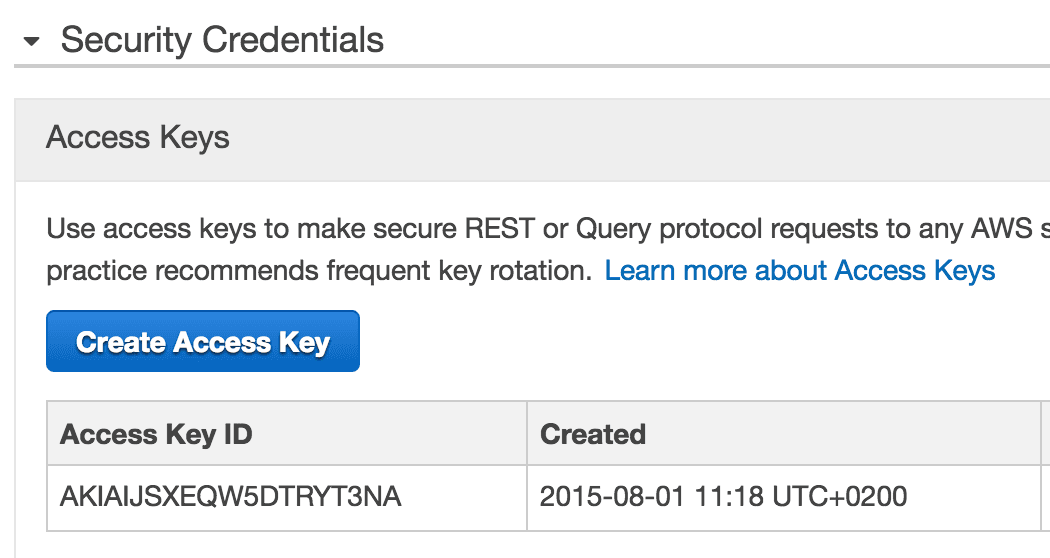 Security Credentials
Access Keys
Use access keys to make secure REST or Query protocol requests to any AWS s
practice recommends frequent key rotation. Learn more about Access Keys
Create Access Key
Access Key ID Created
AKIAIJSXEQW5DTRYT3NA 2015-08-01 11:18 UTC+0200